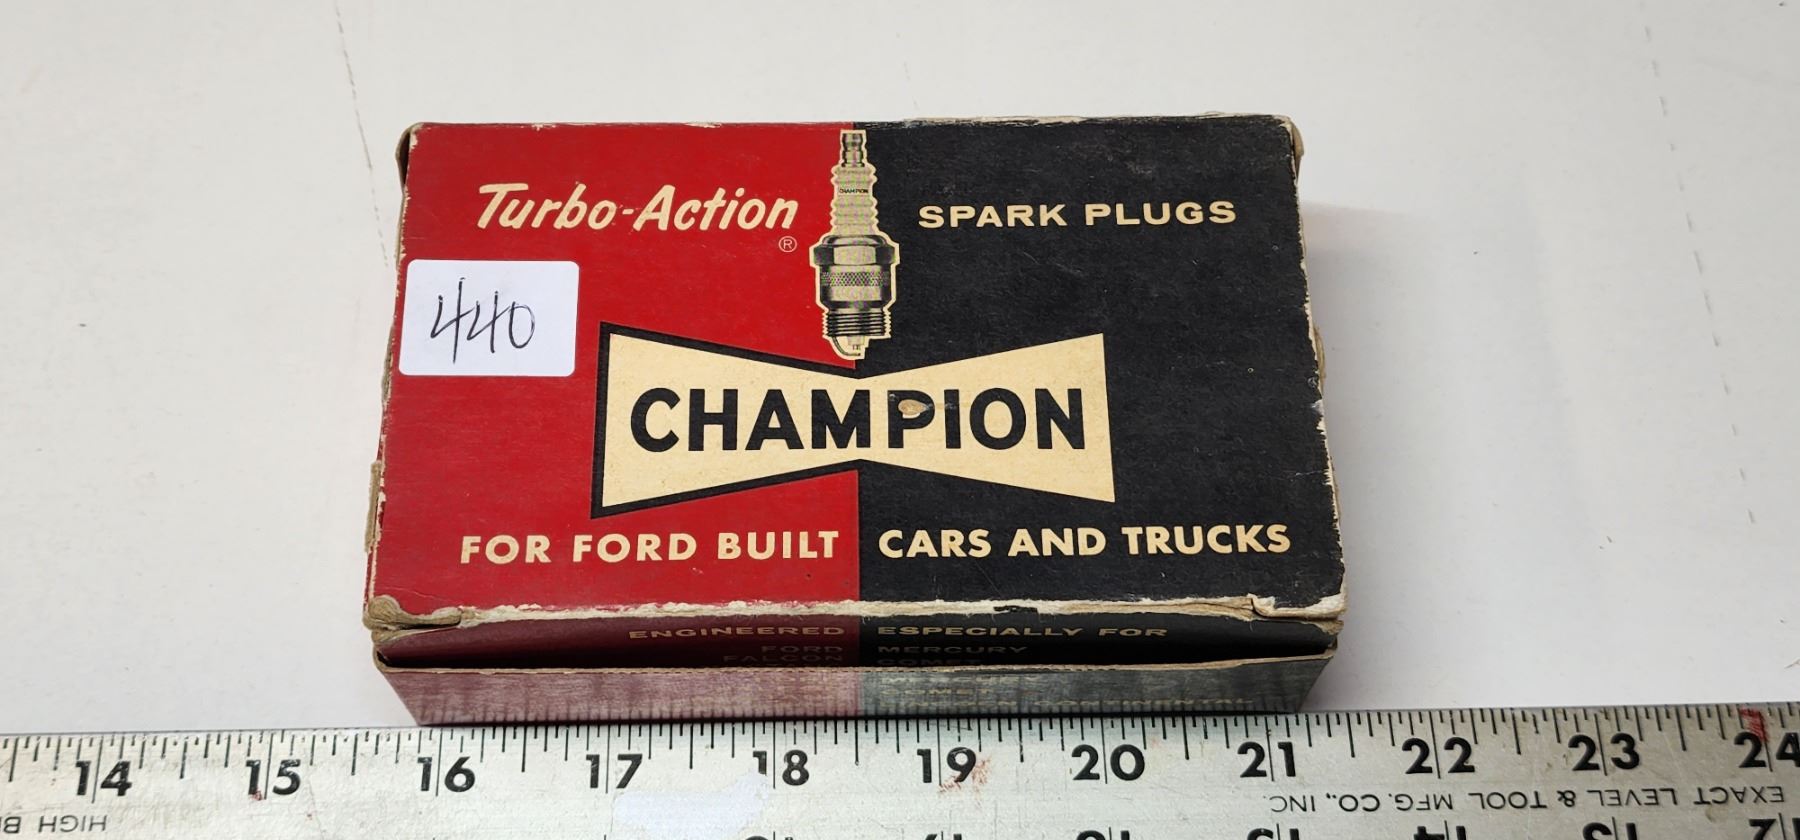 Turbo-Action®
SPARK PLUGS
CHAMPION
440
CHAMPION
FOR FORD BUILT CARS AND TRUCKS
ENGINEERED ESPECIALLY FOR
FORD MERCURY
FALCON COMET
14 15 16 17 18 19 20 21 22 23 24
EXACT LEVEL & TOOL MFG. CO., INC.
HIGH